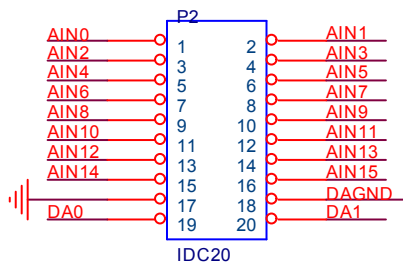 P2
AIN0 1 2 AIN1
AIN2 3 4 AIN3
AIN4 5 6 AIN5
AIN6 7 8 AIN7
AIN8 9 10 AIN9
AIN10 11 12 AIN11
AIN12 13 14 AIN13
AIN14 15 16 AIN15
17 18 DAGND
DA0 19 20 DA1
IDC20